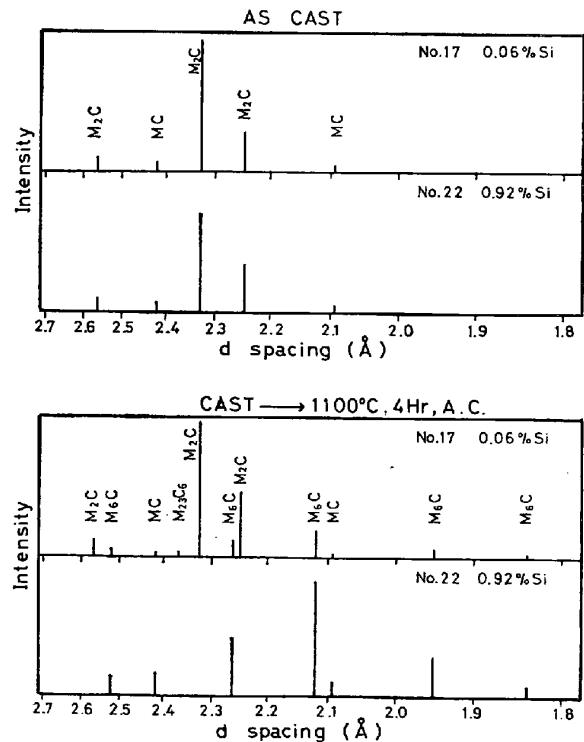 AS CAST
No.17 0.06%Si
M₂C
M₂C
MC
M₂C
MC
Intensity
No.22 0.92%Si
2.7 2.6 2.5 2.4 2.3 2.2 2.1 2.0 1.9 1.8
d spacing (Å)
CAST → 1100°C, 4Hr, A.C.
No.17 0.06%Si
M₂C
M₂C
M₆C
MC
M₂₃C₆
M₆C
M₂C
M₆C
MC
M₆C
M₆C
Intensity
No.22 0.92%Si
2.7 2.6 2.5 2.4 2.3 2.2 2.1 2.0 1.9 1.8
d spacing (Å)